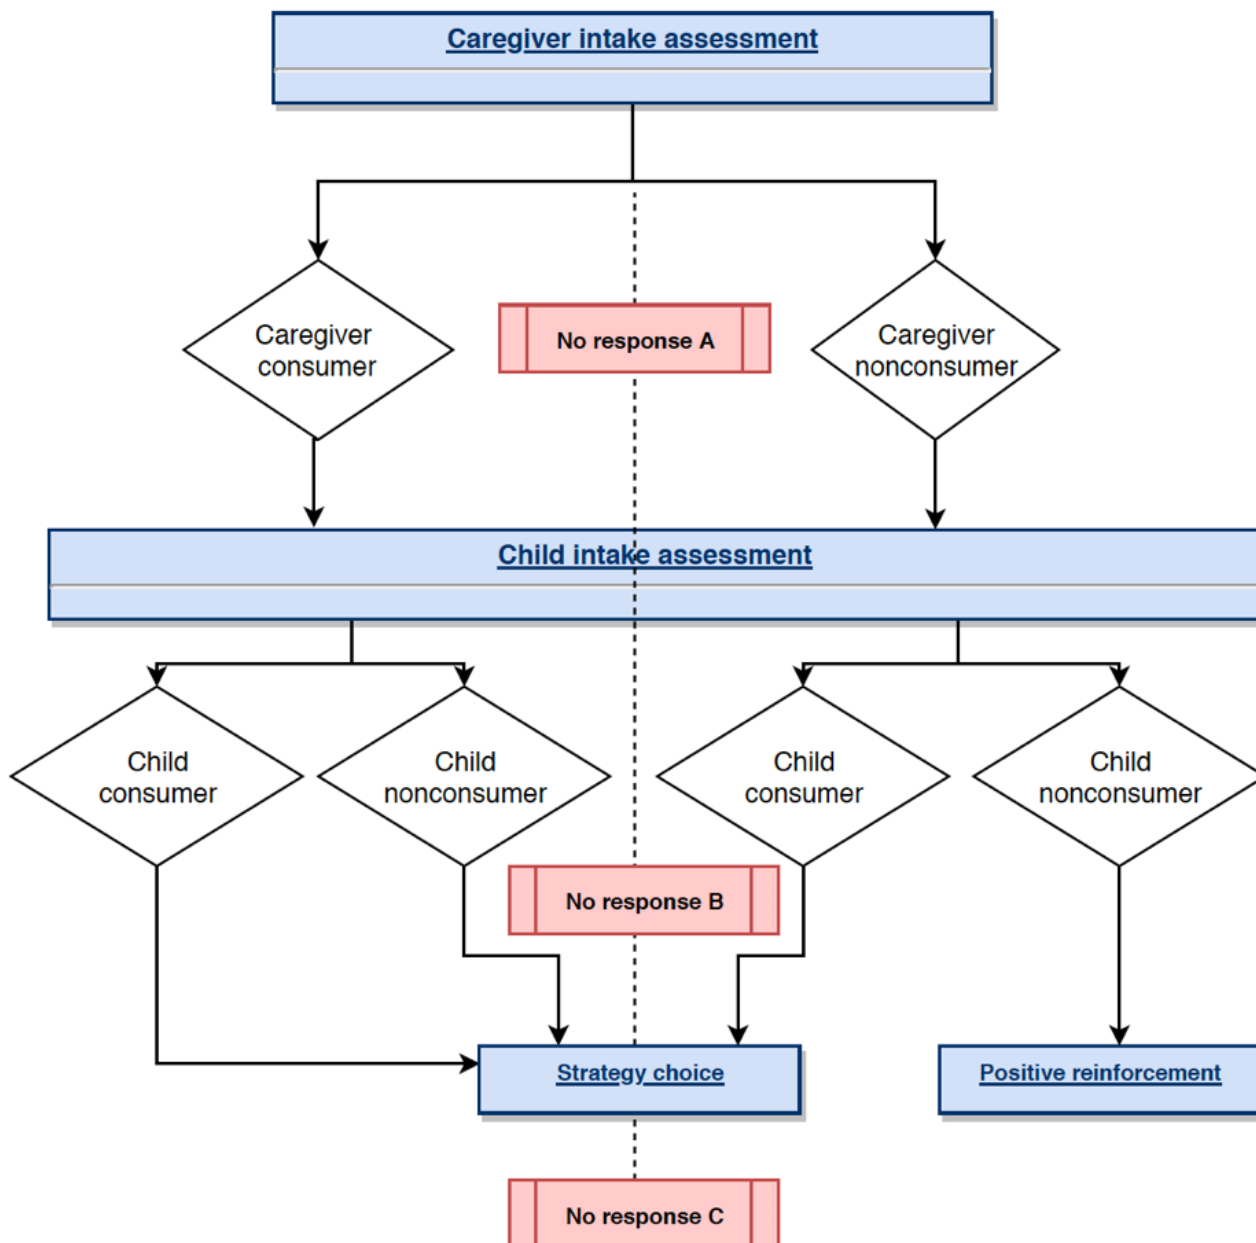 Caregiver intake assessment
Caregiver
consumer
No response A
Caregiver
nonconsumer
Child intake assessment
Child
consumer
Child
nonconsumer
Child
consumer
Child
nonconsumer
No response B
Strategy choice
Positive reinforcement
No response C